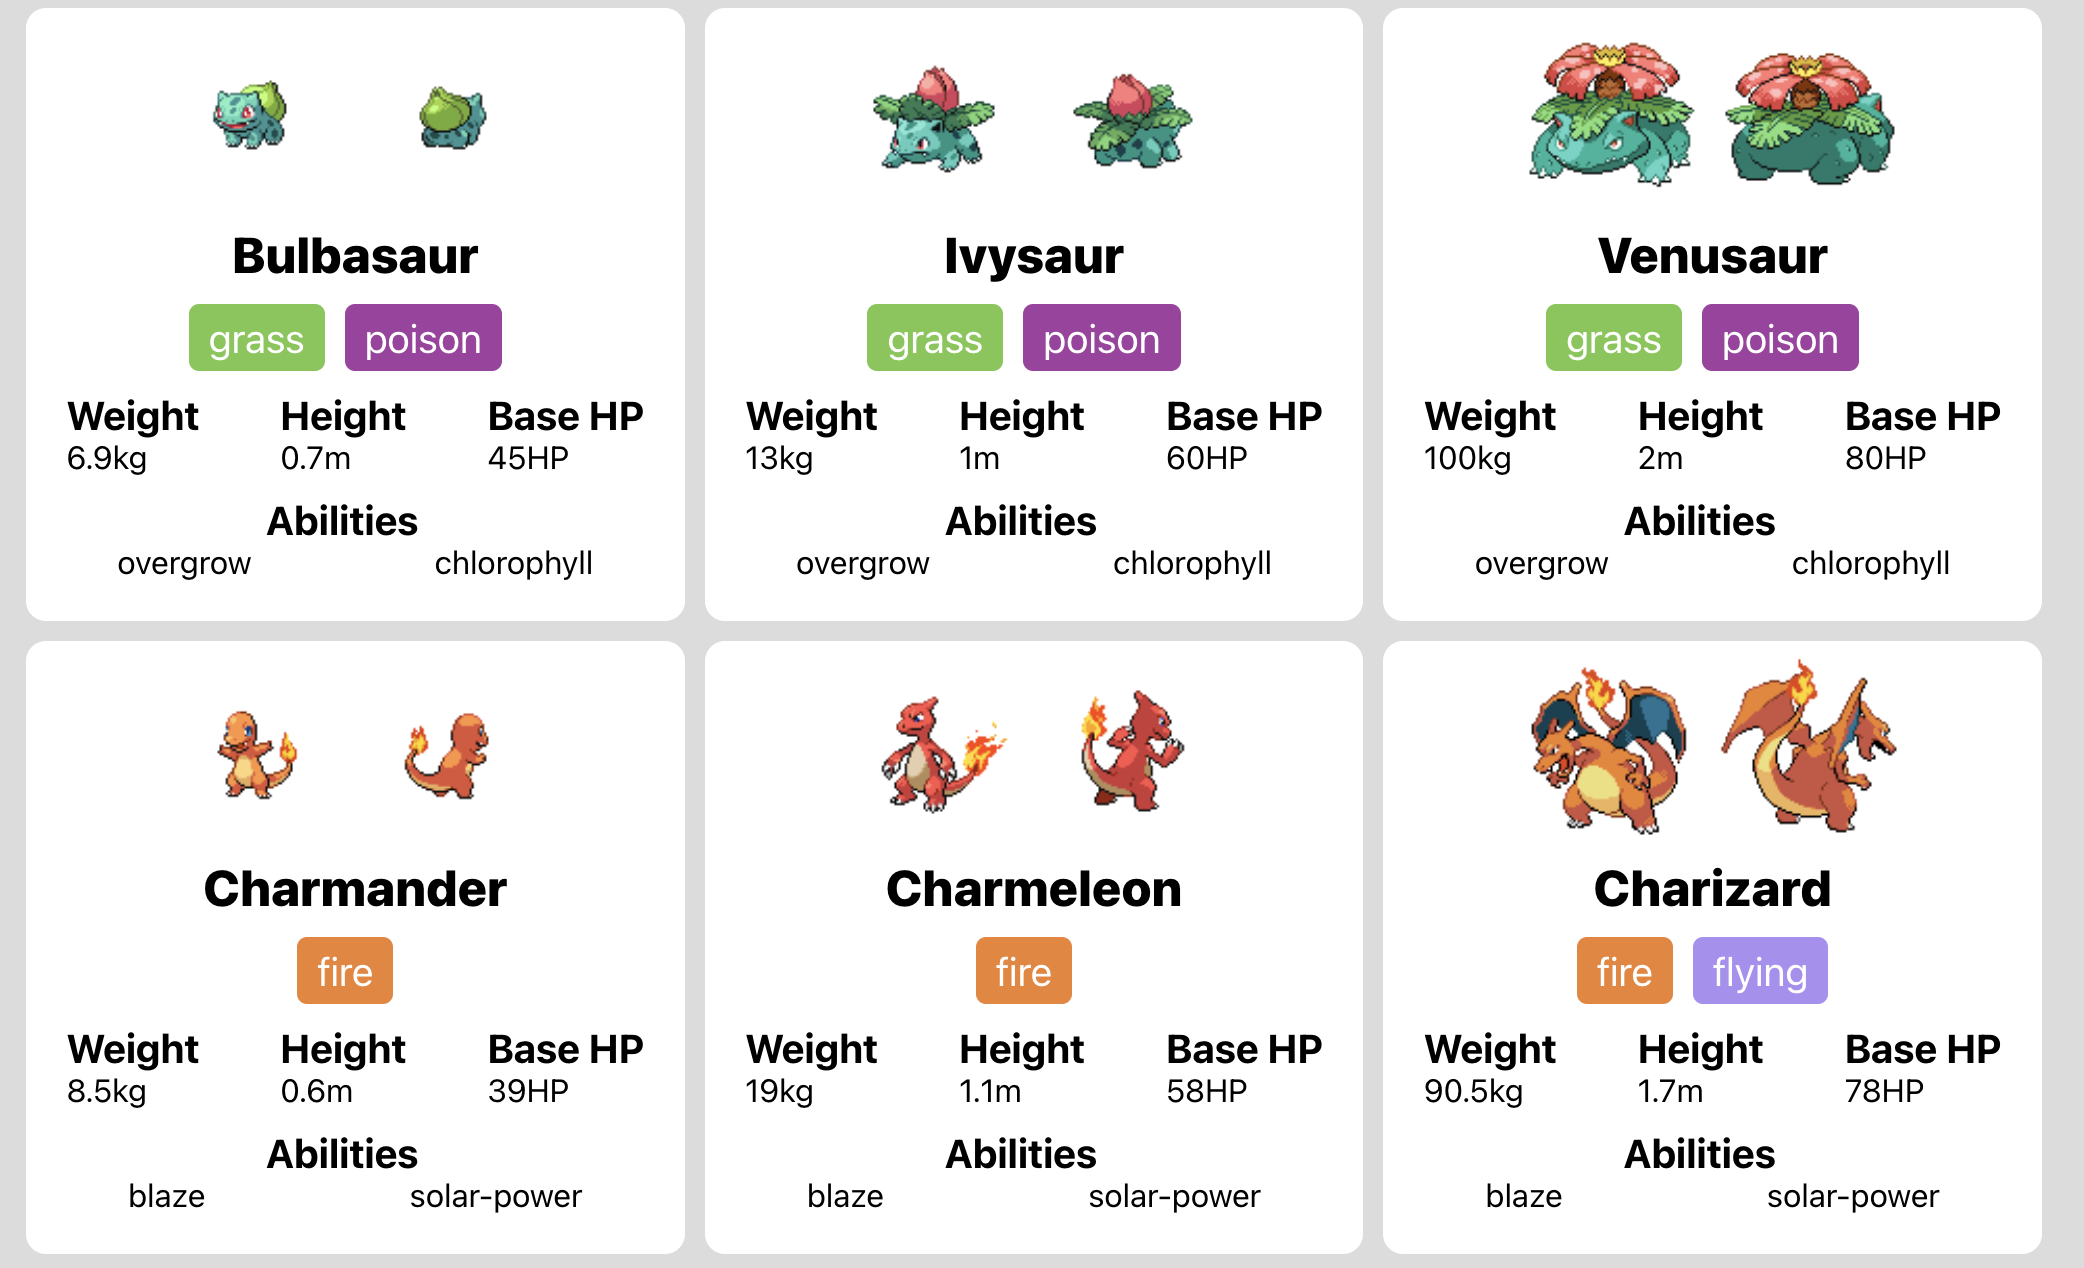 Bulbasaur
grass poison
Weight Height Base HP
6.9kg 0.7m 45HP
Abilities
overgrow chlorophyll
Ivysaur
grass poison
Weight Height Base HP
13kg 1m 60HP
Abilities
overgrow chlorophyll
Venusaur
grass poison
Weight Height Base HP
100kg 2m 80HP
Abilities
overgrow chlorophyll
Charmander
fire
Weight Height Base HP
8.5kg 0.6m 39HP
Abilities
blaze solar-power
Charmeleon
fire
Weight Height Base HP
19kg 1.1m 58HP
Abilities
blaze solar-power
Charizard
fire flying
Weight Height Base HP
90.5kg 1.7m 78HP
Abilities
blaze solar-power